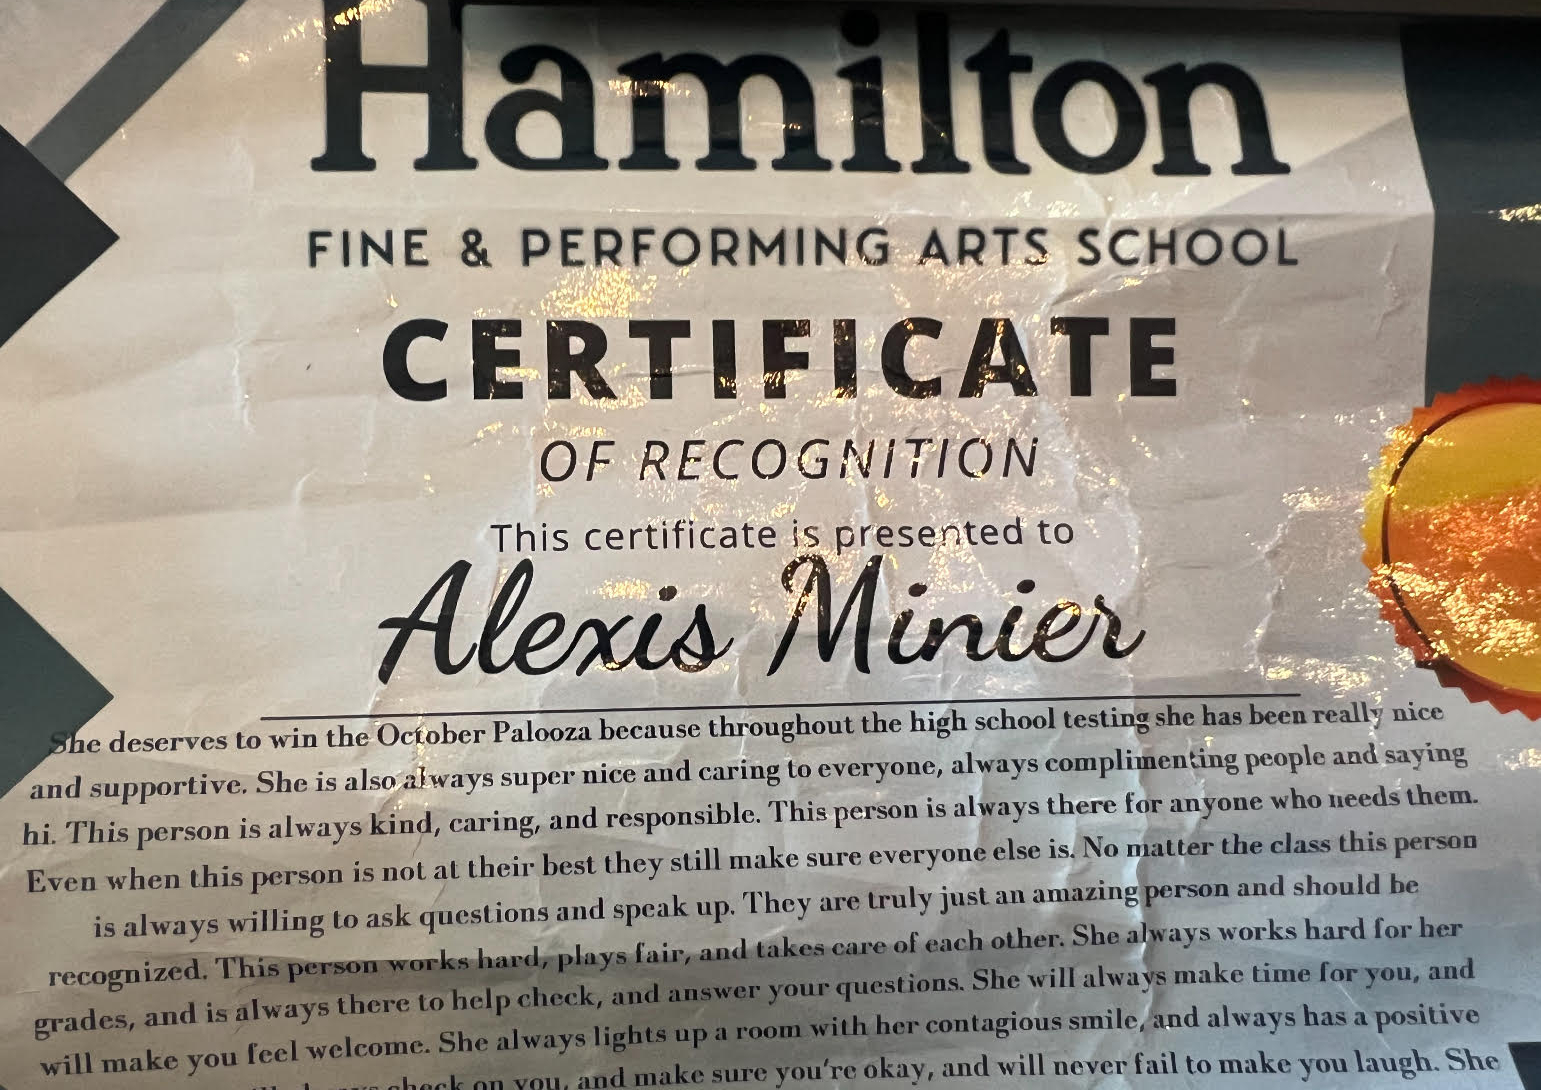 Hamilton
FINE & PERFORMING ARTS SCHOOL
CERTIFICATE
OF RECOGNITION
This certificate is presented to
Alexis Minier
She deserves to win the October Palooza because throughout the high school testing she has been really nice
and supportive. She is also always super nice and caring to everyone, always complimenting people and saying
hi. This person is always kind, caring, and responsible. This person is always there for anyone who needs them.
Even when this person is not at their best they still make sure everyone else is. No matter the class this person
is always willing to ask questions and speak up. They are truly just an amazing person and should be
recognized. This person works hard, plays fair, and takes care of each other. She always works hard for her
grades, and is always there to help check, and answer your questions. She will always make time for you, and
will make you feel welcome. She always lights up a room with her contagious smile, and always has a positive
check on you, and make sure you're okay, and will never fail to make you laugh. She